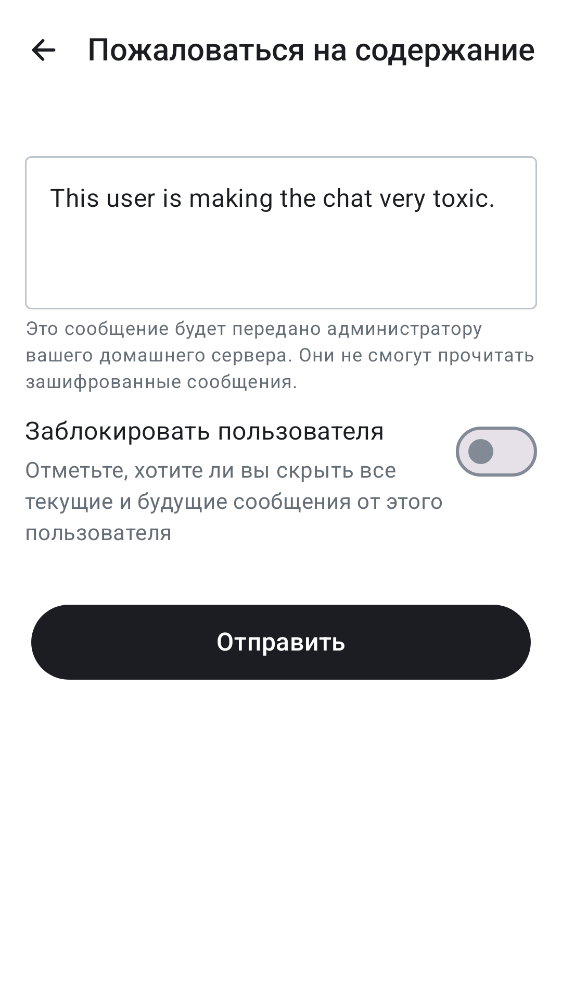 Пожаловаться на содержание
This user is making the chat very toxic.
Это сообщение будет передано администратору
вашего домашнего сервера. Они не смогут прочитать
зашифрованные сообщения.
Заблокировать пользователя
Отметьте, хотите ли вы скрыть все
текущие и будущие сообщения от этого
пользователя
Отправить